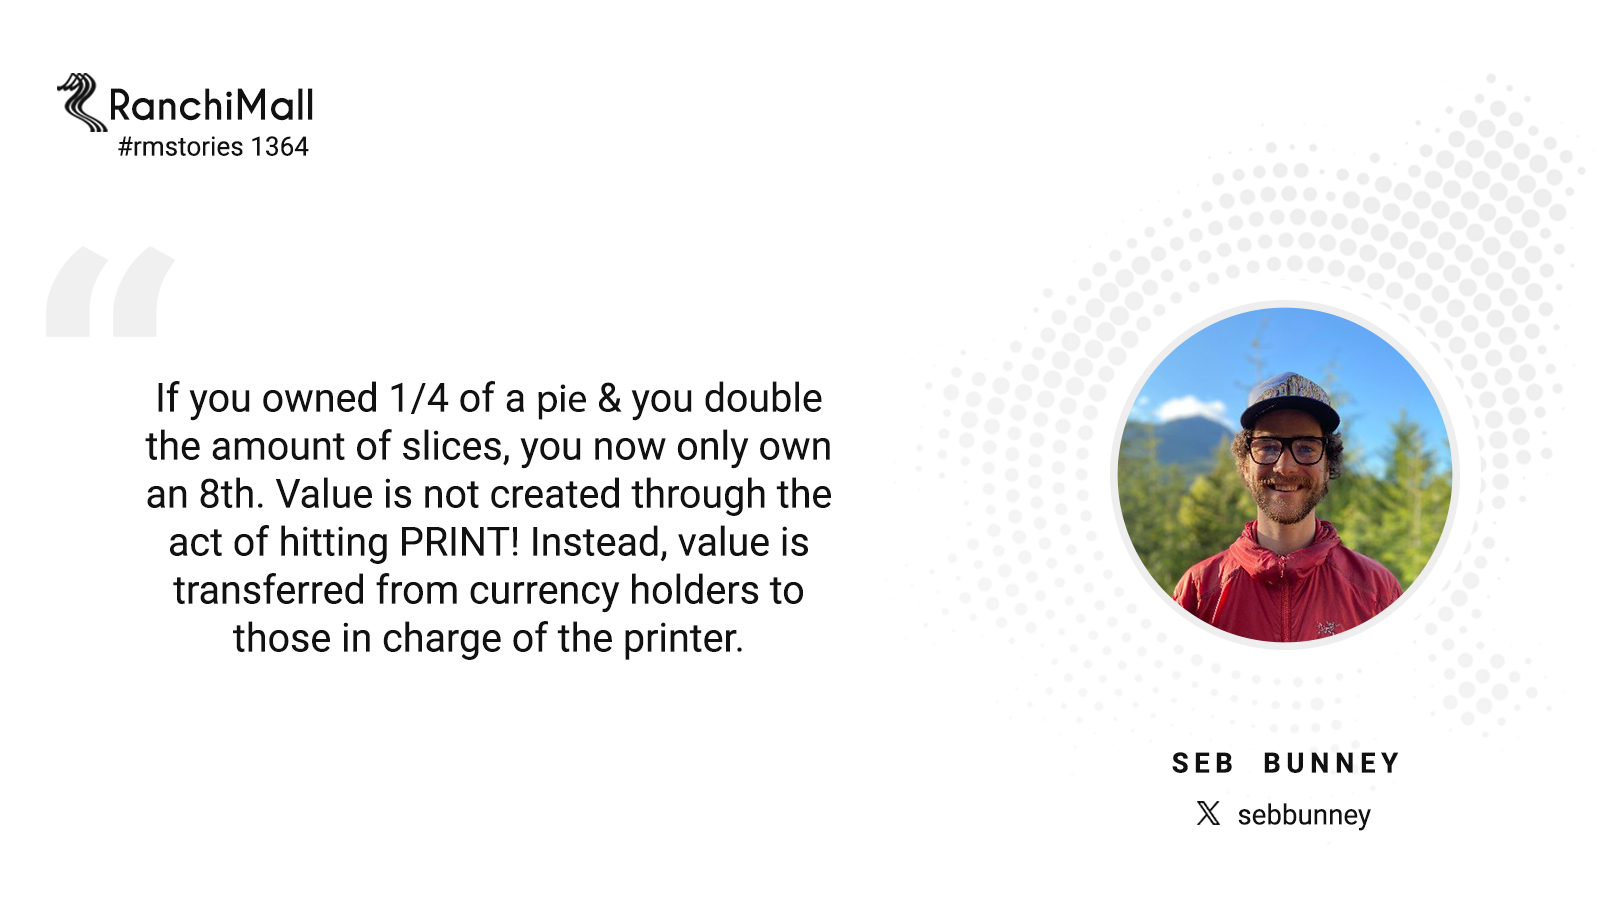 RanchiMall
#rmstories 1364
“
If you owned 1/4 of a pie & you double
the amount of slices, you now only own
an 8th. Value is not created through the
act of hitting PRINT! Instead, value is
transferred from currency holders to
those in charge of the printer.
SEB BUNNEY
𝕏 sebbunney